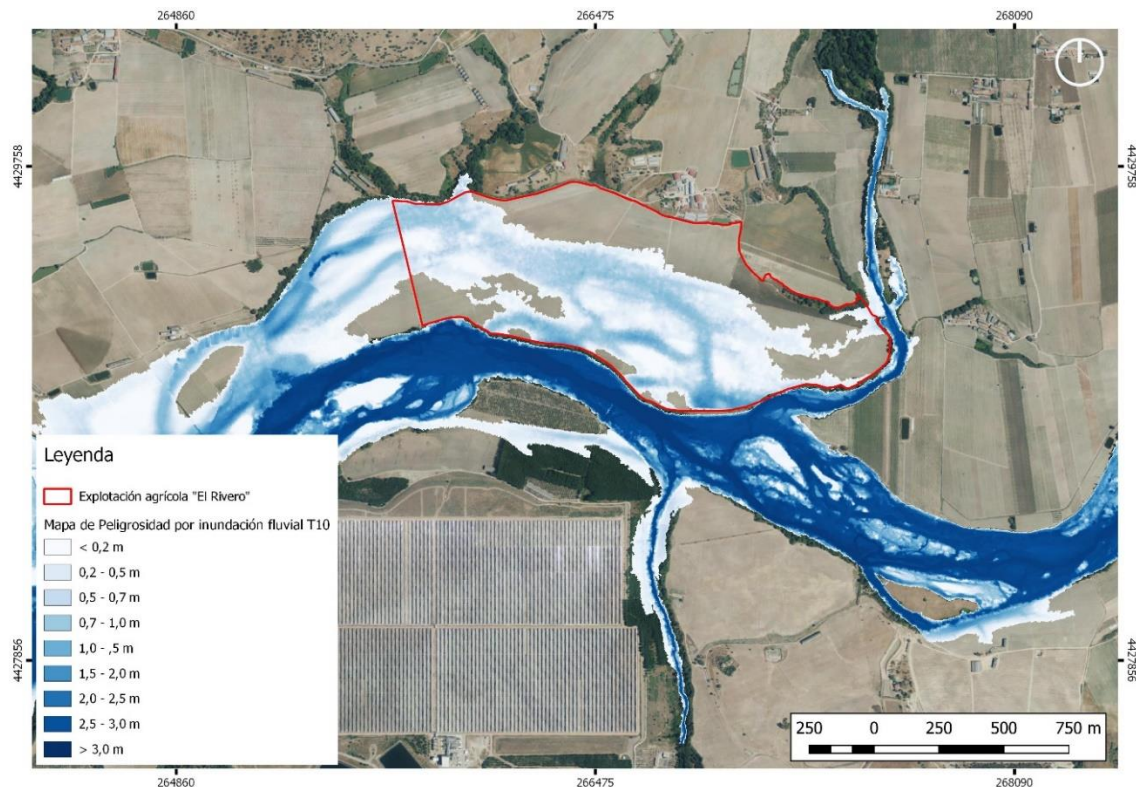 264860 266475 268090
4429758 4429758
Leyenda
Explotación agrícola "El Rivero"
Mapa de Peligrosidad por inundación fluvial T10
< 0,2 m
0,2 - 0,5 m
0,5 - 0,7 m
0,7 - 1,0 m
1,0 - ,5 m
1,5 - 2,0 m
2,0 - 2,5 m
2,5 - 3,0 m
> 3,0 m
4427856 4427856
250 0 250 500 750 m
264860 266475 268090